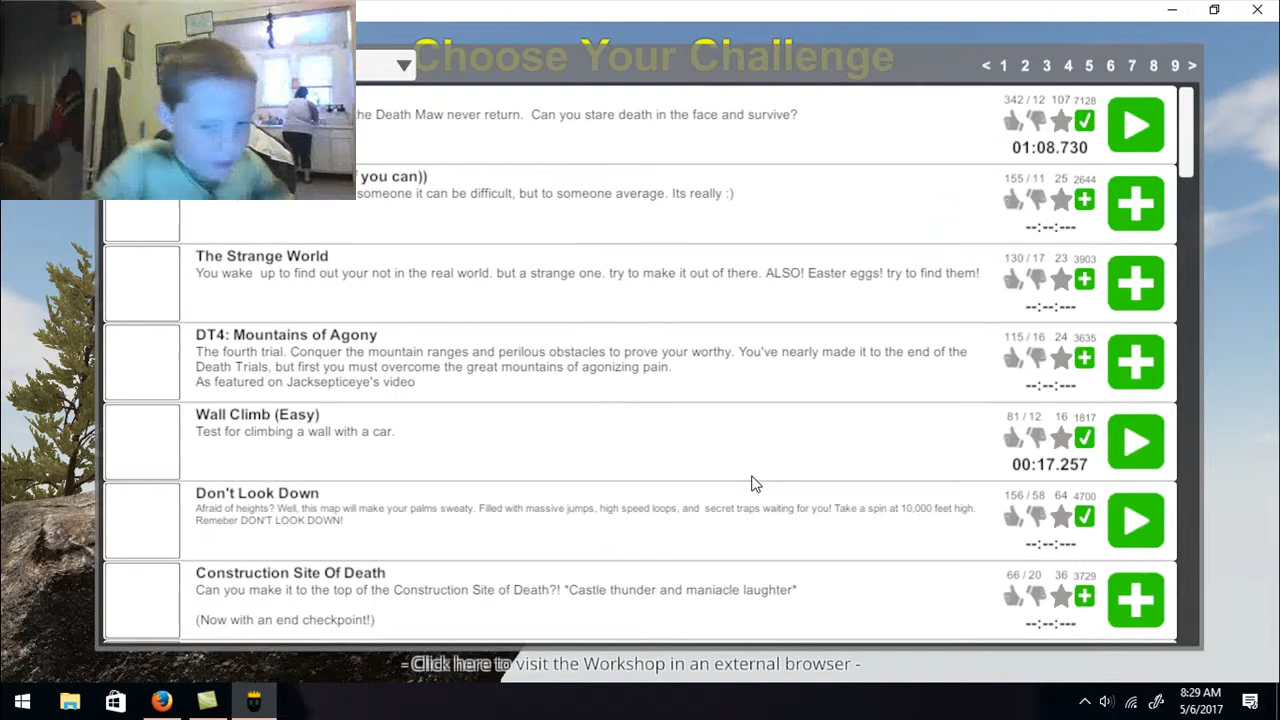 Choose Your Challenge
< 1 2 3 4 5 6 7 8 9 >
the Death Maw never return. Can you stare death in the face and survive?
342 / 12 107 7128
01:08.730
you can))
someone it can be difficult, but to someone average. Its really :)
155 / 11 25 2644
--:--:---
The Strange World
You wake up to find out your not in the real world. but a strange one. try to make it out of there. ALSO! Easter eggs! try to find them!
130 / 17 23 3903
--:--:---
DT4: Mountains of Agony
The fourth trial. Conquer the mountain ranges and perilous obstacles to prove your worthy. You've nearly made it to the end of the
Death Trials, but first you must overcome the great mountains of agonizing pain.
As featured on Jacksepticeye's video
115 / 16 24 3635
--:--:---
Wall Climb (Easy)
Test for climbing a wall with a car.
81 / 12 16 1817
00:17.257
Don't Look Down
Afraid of heights? Well, this map will make your palms sweaty. Filled with massive jumps, high speed loops, and secret traps waiting for you! Take a spin at 10,000 feet high.
Remeber DON'T LOOK DOWN!
156 / 58 64 4700
--:--:---
Construction Site Of Death
Can you make it to the top of the Construction Site of Death?! *Castle thunder and maniacle laughter*
(Now with an end checkpoint!)
66 / 20 36 3729
--:--:---
- Click here to visit the Workshop in an external browser -
8:29 AM
5/6/2017